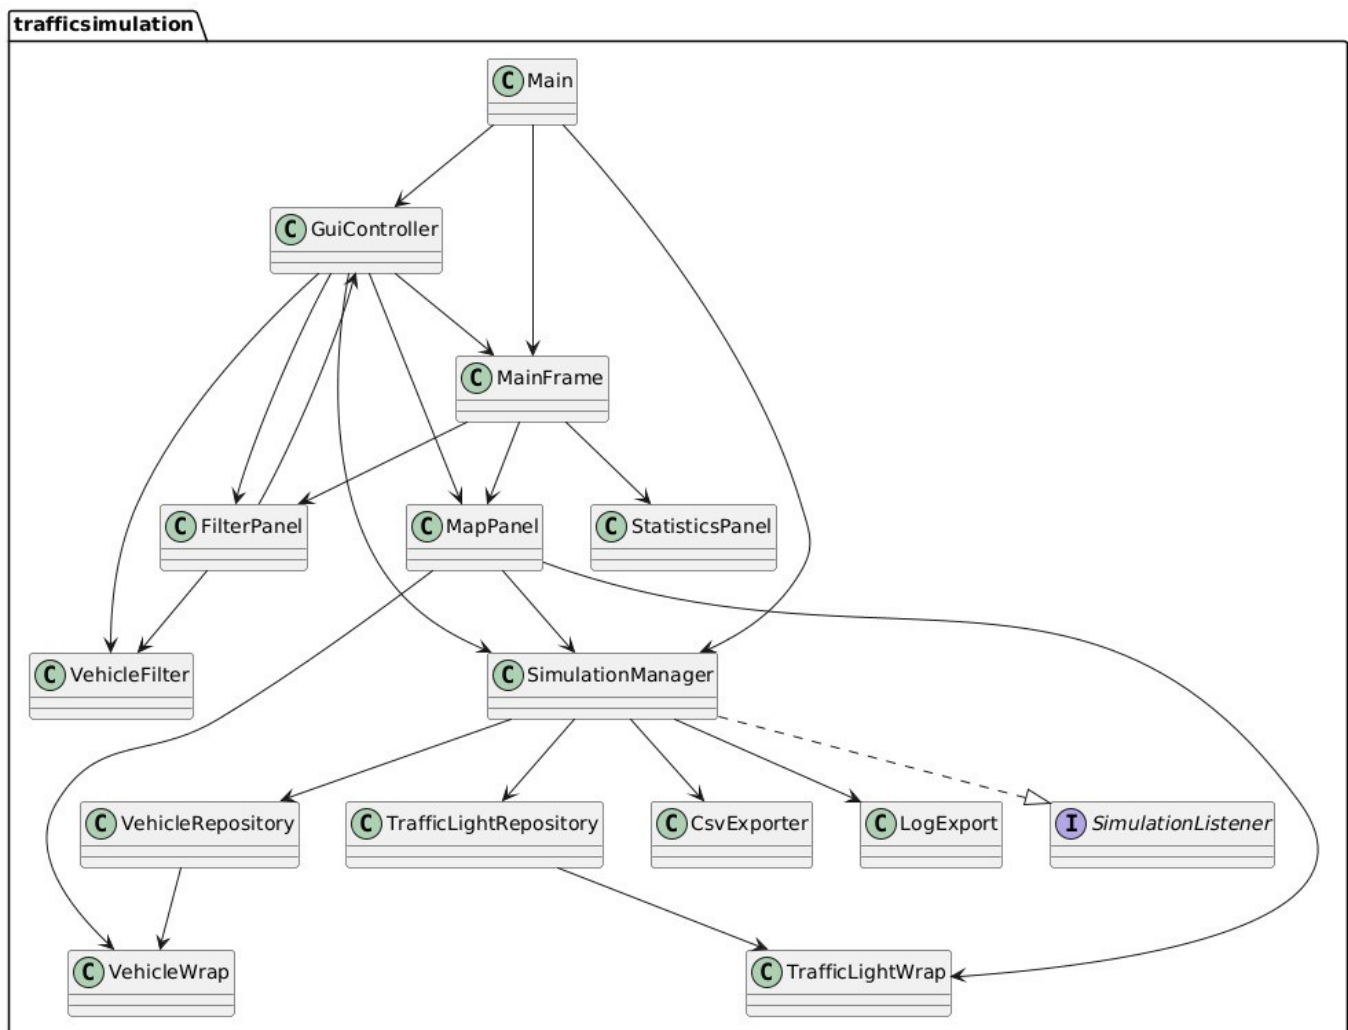 trafficsimulation
C Main
C GuiController
C MainFrame
C FilterPanel
C MapPanel
C StatisticsPanel
C VehicleFilter
C SimulationManager
C VehicleRepository
C TrafficLightRepository
C CsvExporter
C LogExport
I SimulationListener
C VehicleWrap
C TrafficLightWrap